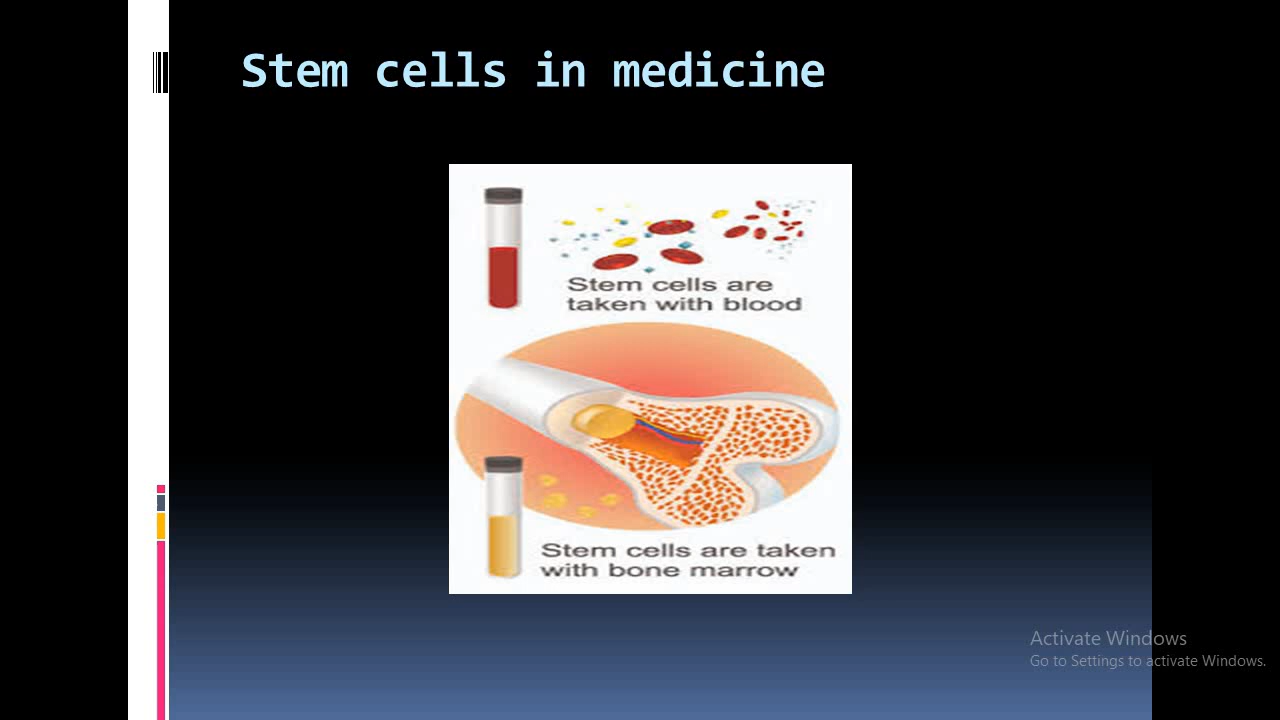 Stem cells in medicine
Stem cells are
taken with blood
Stem cells are taken
with bone marrow
Activate Windows
Go to Settings to activate Windows.